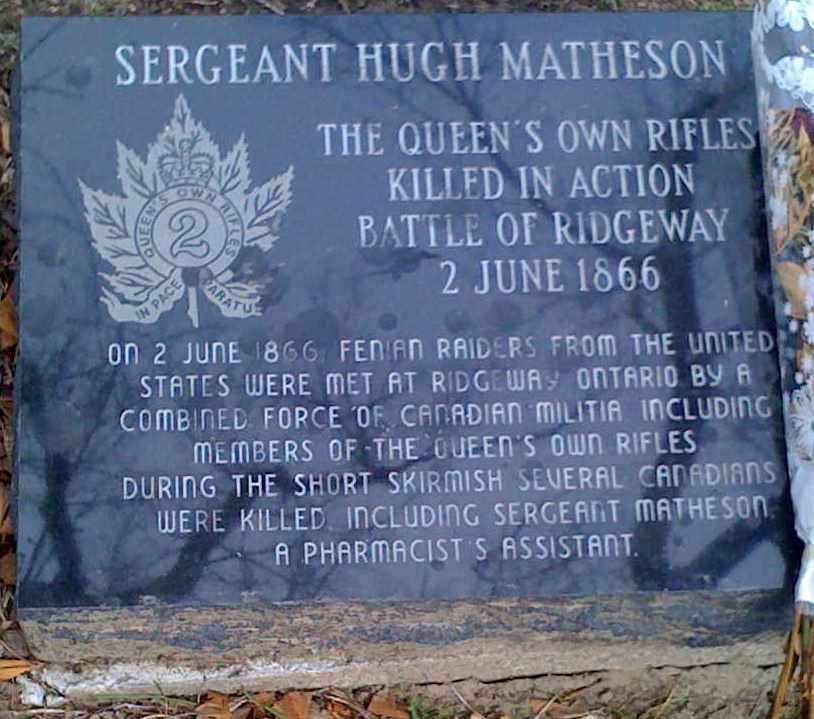 SERGEANT HUGH MATHESON
THE QUEEN'S OWN RIFLES
KILLED IN ACTION
BATTLE OF RIDGEWAY
2 JUNE 1866
QUEEN'S OWN RIFLES
2
IN PACE PARATUS
ON 2 JUNE 1866, FENIAN RAIDERS FROM THE UNITED
STATES WERE MET AT RIDGEWAY ONTARIO BY A
COMBINED FORCE OF CANADIAN MILITIA INCLUDING
MEMBERS OF THE QUEEN'S OWN RIFLES
DURING THE SHORT SKIRMISH SEVERAL CANADIANS
WERE KILLED, INCLUDING SERGEANT MATHESON,
A PHARMACIST'S ASSISTANT.